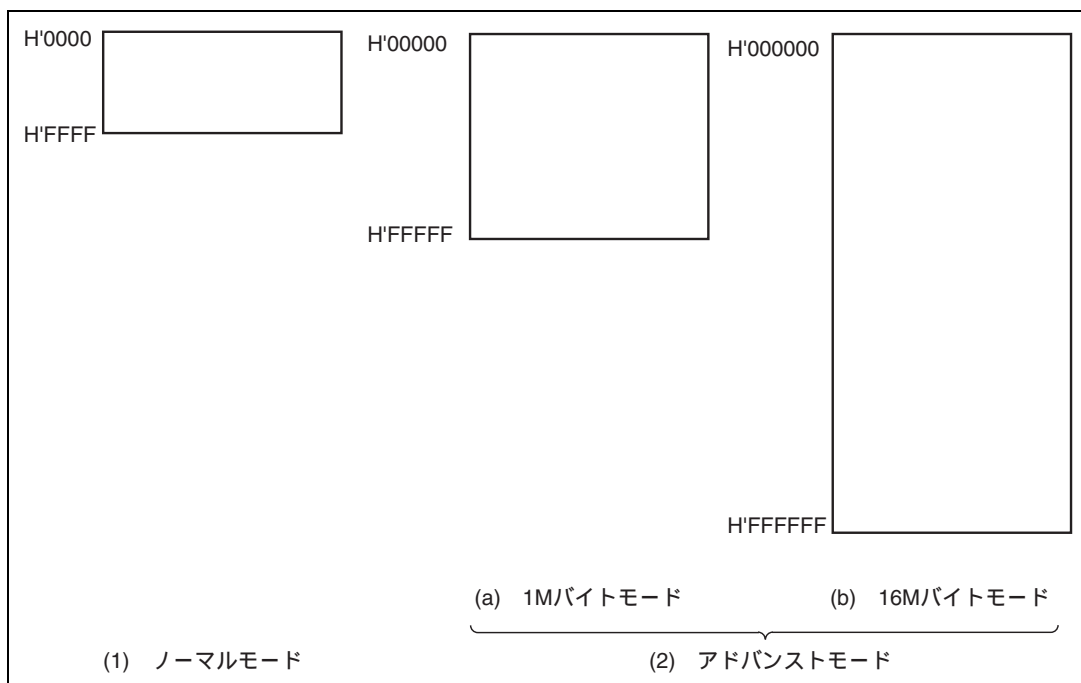 H'0000
H'FFFF
H'00000
H'FFFFF
H'000000
H'FFFFFF
(a) 1Mバイトモード
(b) 16Mバイトモード
(1) ノーマルモード
(2) アドバンストモード